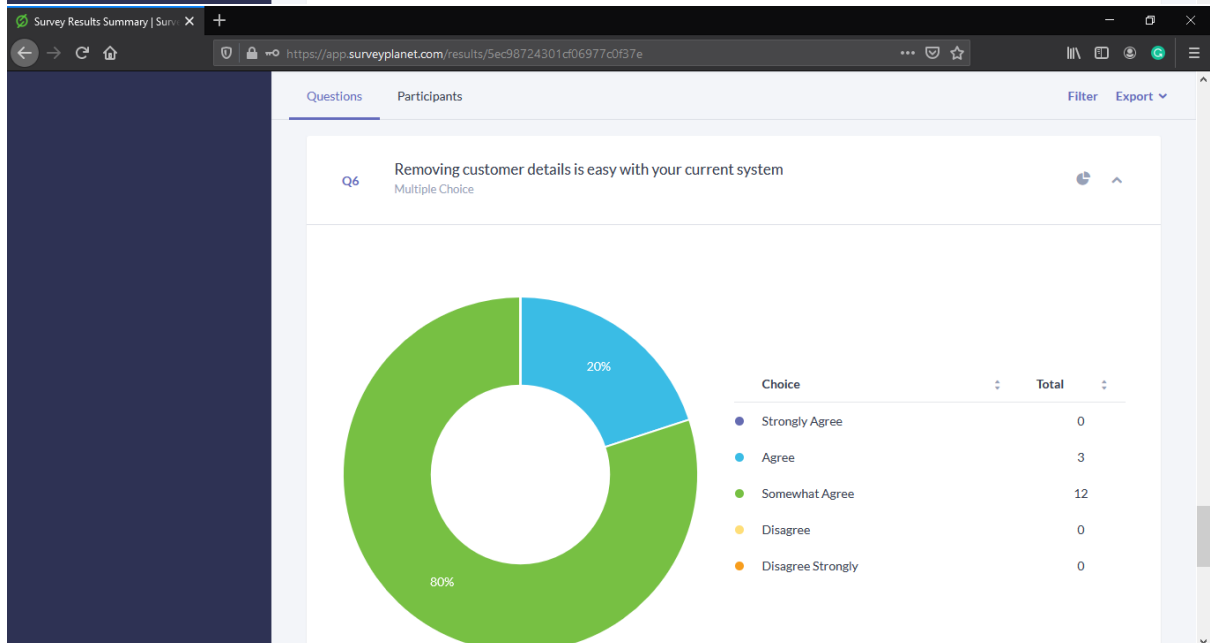 Survey Results Summary | Surv
https://app.surveyplanet.com/results/5ec98724301cf06977c0f37e
Questions Participants Filter Export
Q6 Removing customer details is easy with your current system
Multiple Choice
20%
Choice Total
Strongly Agree 0
Agree 3
Somewhat Agree 12
Disagree 0
Disagree Strongly 0
80%